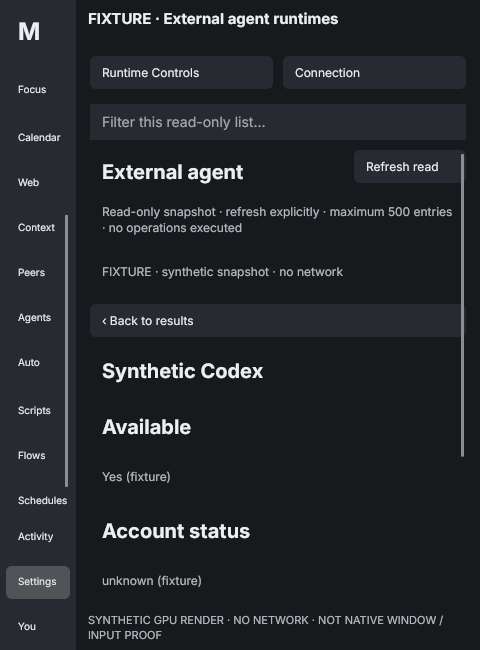 M
Focus
Calendar
Web
Context
Peers
Agents
Auto
Scripts
Flows
Schedules
Activity
Settings
You
FIXTURE · External agent runtimes
Runtime Controls
Connection
Filter this read-only list...
External agent
Refresh read
Read-only snapshot · refresh explicitly · maximum 500 entries
· no operations executed
FIXTURE · synthetic snapshot · no network
‹ Back to results
Synthetic Codex
Available
Yes (fixture)
Account status
unknown (fixture)
SYNTHETIC GPU RENDER · NO NETWORK · NOT NATIVE WINDOW /
INPUT PROOF